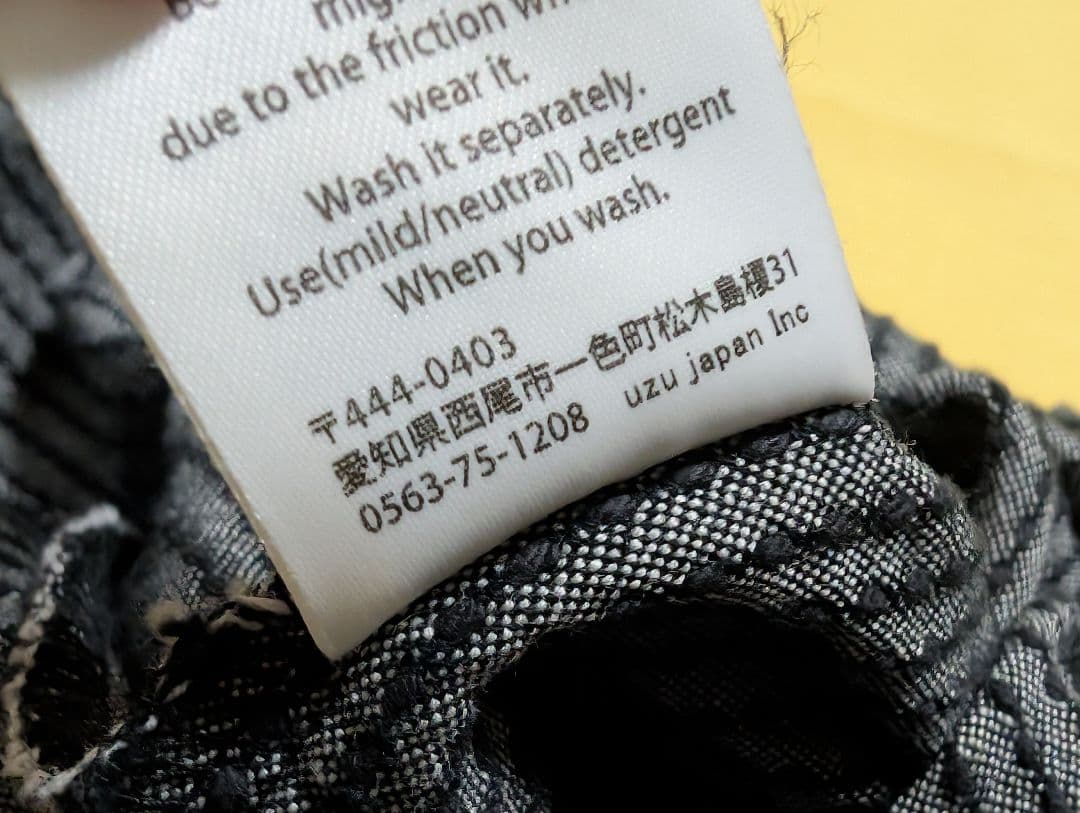 due to the friction
wear it.
Wash it separately.
Use(mild/neutral) detergent
When you wash.
〒444-0403
愛知県西尾市一色町松木島榎31
0563-75-1208
uzu japan Inc